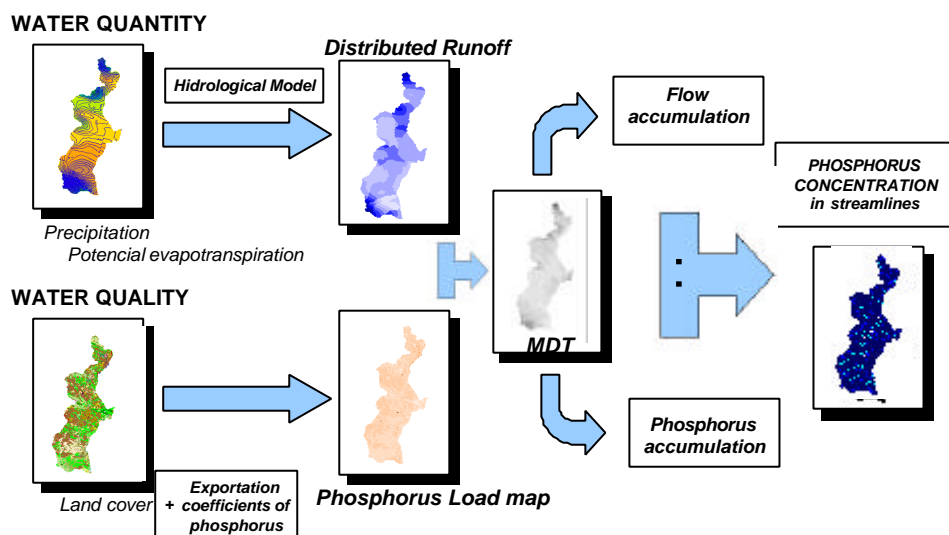 WATER QUANTITY
Distributed Runoff
Hidrological Model
Flow
accumulation
PHOSPHORUS
CONCENTRATION
in streamlines
Precipitation
Potencial evapotranspiration
:
WATER QUALITY
MDT
Phosphorus
accumulation
Land cover
+
Exportation
coefficients of
phosphorus
Phosphorus Load map